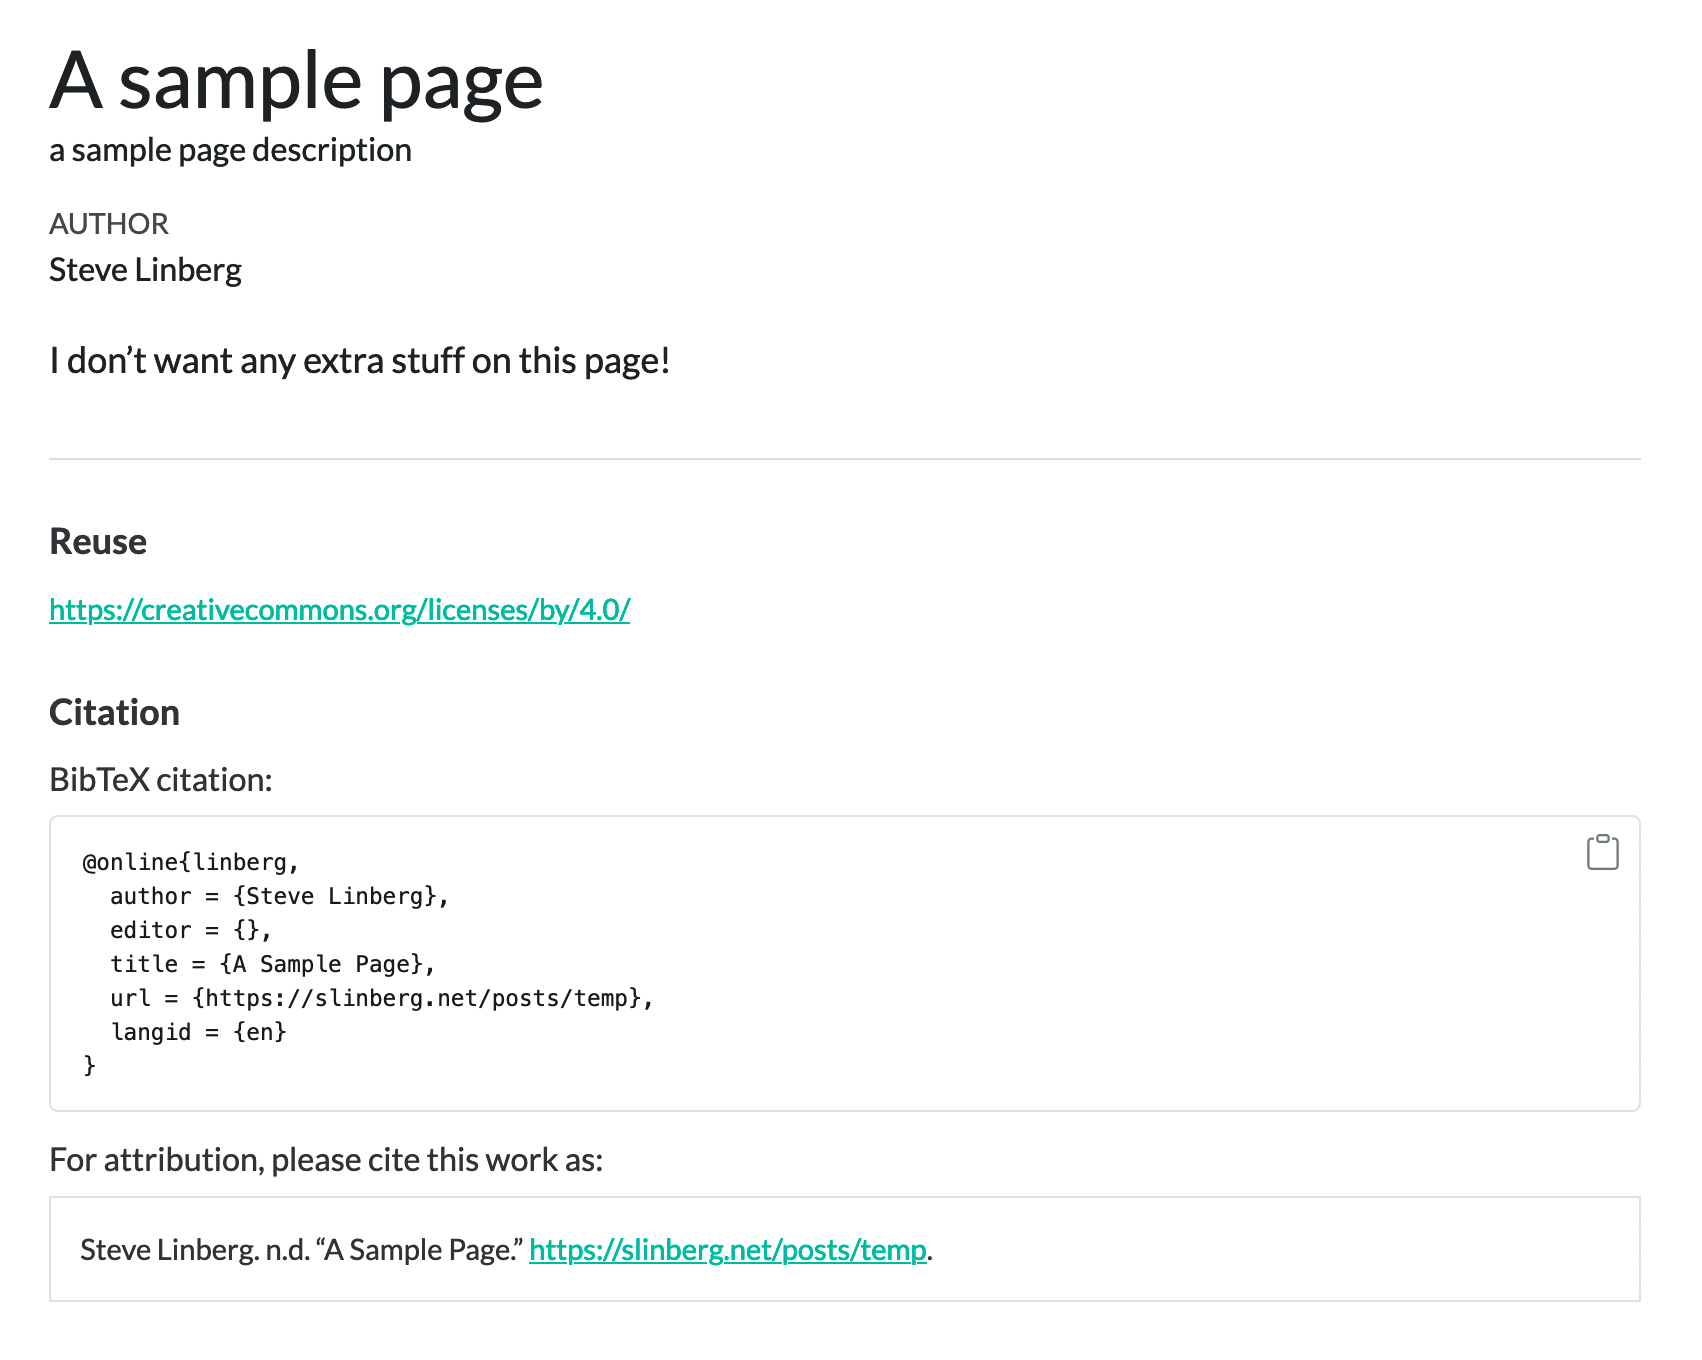 A sample page
a sample page description
AUTHOR
Steve Linberg
I don’t want any extra stuff on this page!
Reuse
https://creativecommons.org/licenses/by/4.0/
Citation
BibTeX citation:
@online{linberg,
  author = {Steve Linberg},
  editor = {},
  title = {A Sample Page},
  url = {https://slinberg.net/posts/temp},
  langid = {en}
}
For attribution, please cite this work as:
Steve Linberg. n.d. “A Sample Page.” https://slinberg.net/posts/temp.